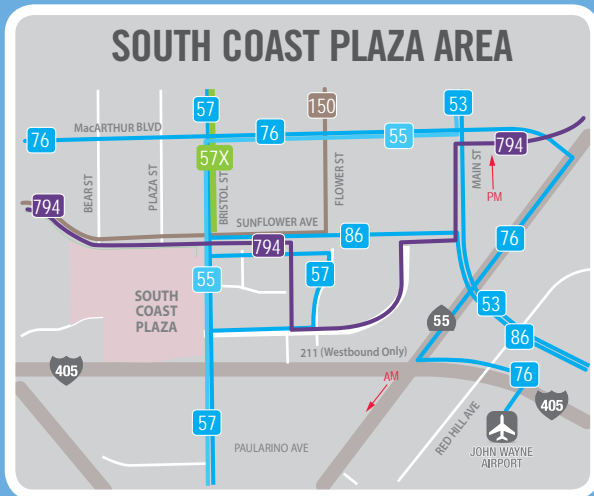 SOUTH COAST PLAZA AREA
57
150
53
MacARTHUR BLVD
76
76
55
794
57X
BEAR ST
PLAZA ST
BRISTOL ST
FLOWER ST
MAIN ST
PM
794
SUNFLOWER AVE
86
794
76
55
57
SOUTH
COAST
PLAZA
53
55
86
211 (Westbound Only)
405
AM
76
405
57
RED HILL AVE
PAULARINO AVE
JOHN WAYNE
AIRPORT